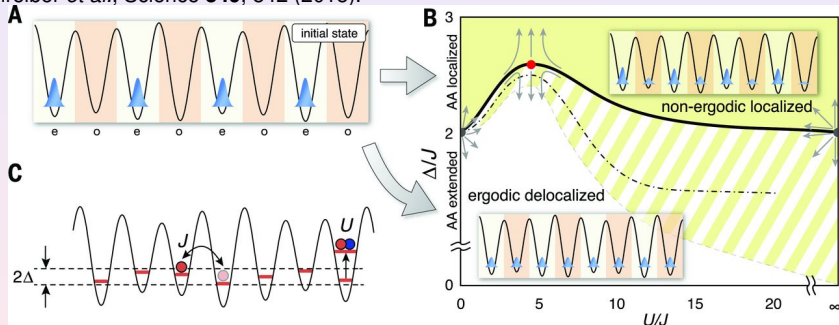 Science
A
initial state
e o e o e o e o
C
J
U
2Δ
B
3
2
0
Δ/J
AA localized
AA extended
non-ergodic localized
ergodic delocalized
0 5 10 15 20 ∞
U/J